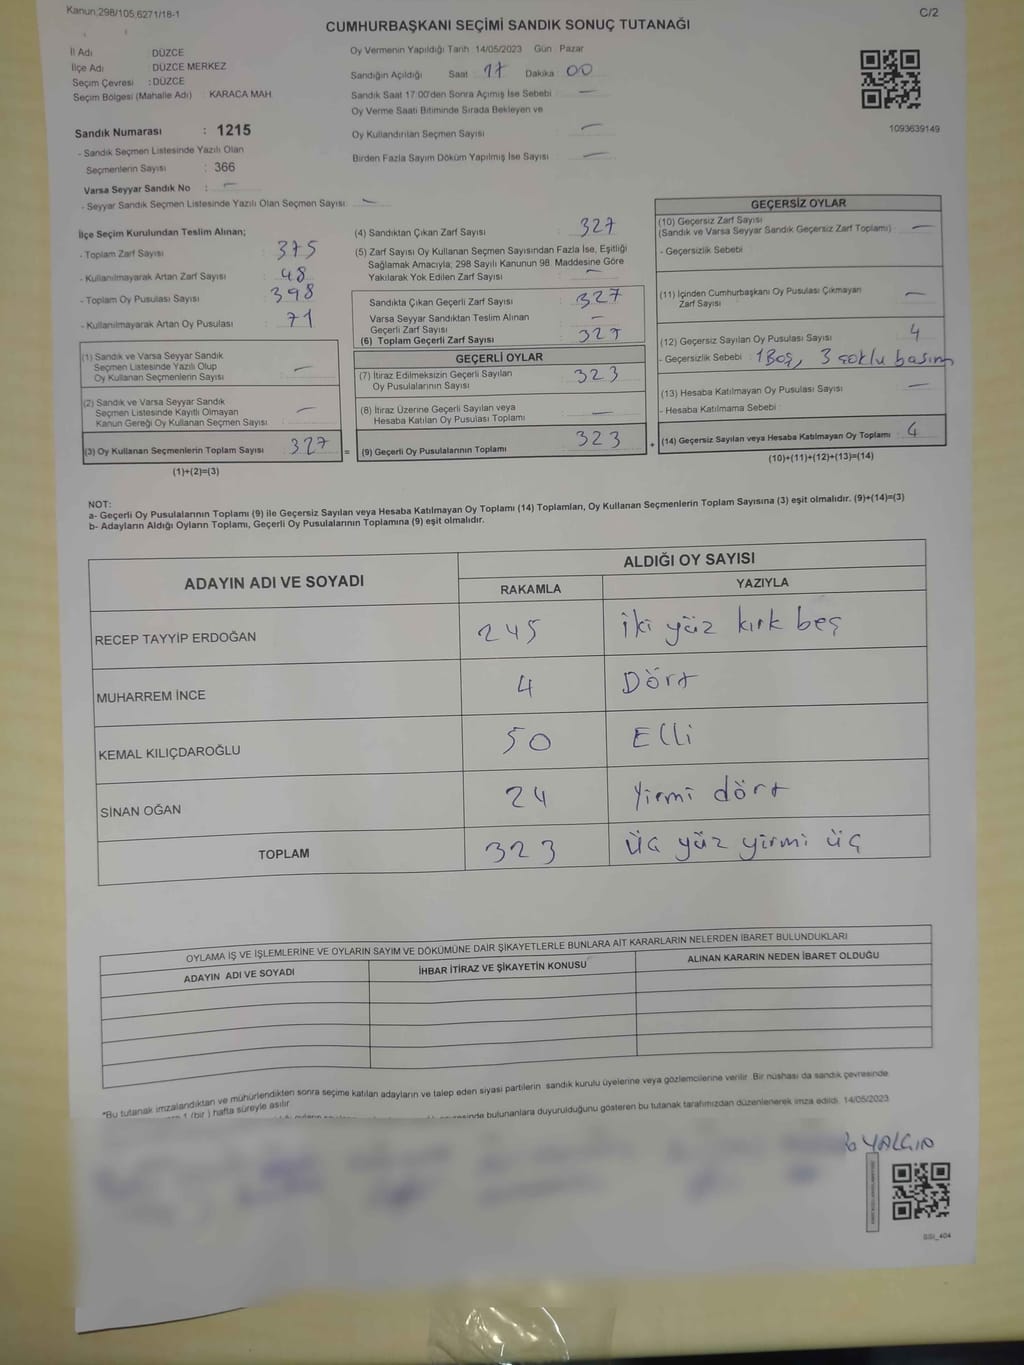 Kanun,298/105,6271/18-1
C/2
CUMHURBAŞKANI SEÇİMİ SANDIK SONUÇ TUTANAĞI
İl Adı : DÜZCE
İlçe Adı : DÜZCE MERKEZ
Seçim Çevresi : DÜZCE
Seçim Bölgesi (Mahalle Adı) : KARACA MAH.
Sandık Numarası : 1215
- Sandık Seçmen Listesinde Yazılı Olan
Seçmenlerin Sayısı : 366
Varsa Seyyar Sandık No : —
- Seyyar Sandık Seçmen Listesinde Yazılı Olan Seçmen Sayısı : —
Oy Vermenin Yapıldığı Tarih 14/05/2023 Gün : Pazar
Sandığın Açıldığı Saat : 17 Dakika : 00
Sandık Saat 17:00'den Sonra Açımış İse Sebebi : —
Oy Verme Saati Bitiminde Sırada Bekleyen ve
Oy Kullandırılan Seçmen Sayısı : —
Birden Fazla Sayım Döküm Yapılmış İse Sayısı : —
1093639149
İlçe Seçim Kurulundan Teslim Alınan;
- Toplam Zarf Sayısı : 375
- Kullanılmayarak Artan Zarf Sayısı : 48
- Toplam Oy Pusulası Sayısı : 398
- Kullanılmayarak Artan Oy Pusulası : 71
(1) Sandık ve Varsa Seyyar Sandık
Seçmen Listesinde Yazılı Olup
Oy Kullanan Seçmenlerin Sayısı : —
(2) Sandık ve Varsa Seyyar Sandık
Seçmen Listesinde Kayıtlı Olmayan
Kanun Gereği Oy Kullanan Seçmen Sayısı : —
(3) Oy Kullanan Seçmenlerin Toplam Sayısı : 327
(1)+(2)=(3)
(4) Sandıktan Çıkan Zarf Sayısı : 327
(5) Zarf Sayısı Oy Kullanan Seçmen Sayısından Fazla İse, Eşitliği
Sağlamak Amacıyla; 298 Sayılı Kanunun 98. Maddesine Göre
Yakılarak Yok Edilen Zarf Sayısı : —
Sandıkta Çıkan Geçerli Zarf Sayısı : 327
Varsa Seyyar Sandıktan Teslim Alınan
Geçerli Zarf Sayısı : —
(6) Toplam Geçerli Zarf Sayısı : 327
GEÇERLİ OYLAR
(7) İtiraz Edilmeksizin Geçerli Sayılan
Oy Pusulalarının Sayısı : 323
(8) İtiraz Üzerine Geçerli Sayılan veya
Hesaba Katılan Oy Pusulası Toplamı : —
= (9) Geçerli Oy Pusulalarının Toplamı : 323 +
GEÇERSİZ OYLAR
(10) Geçersiz Zarf Sayısı
(Sandık ve Varsa Seyyar Sandık Geçersiz Zarf Toplamı) : —
- Geçersizlik Sebebi :
(11) İçinden Cumhurbaşkanı Oy Pusulası Çıkmayan
Zarf Sayısı : —
(12) Geçersiz Sayılan Oy Pusulası Sayısı : 4
- Geçersizlik Sebebi : 1 Boş, 3 çoklu basım
(13) Hesaba Katılmayan Oy Pusulası Sayısı : —
- Hesaba Katılmama Sebebi :
(14) Geçersiz Sayılan veya Hesaba Katılmayan Oy Toplamı : 4
(10)+(11)+(12)+(13)=(14)
NOT:
a- Geçerli Oy Pusulalarının Toplamı (9) ile Geçersiz Sayılan veya Hesaba Katılmayan Oy Toplamı (14) Toplamları, Oy Kullanan Seçmenlerin Toplam Sayısına (3) eşit olmalıdır. (9)+(14)=(3)
b- Adayların Aldığı Oyların Toplamı, Geçerli Oy Pusulalarının Toplamına (9) eşit olmalıdır.
ADAYIN ADI VE SOYADI ALDIĞI OY SAYISI
RAKAMLA YAZIYLA
RECEP TAYYİP ERDOĞAN 245 iki yüz kırk beş
MUHARREM İNCE 4 Dört
KEMAL KILIÇDAROĞLU 50 Elli
SİNAN OĞAN 24 Yirmi dört
TOPLAM 323 üç yüz yirmi üç
OYLAMA İŞ VE İŞLEMLERİNE VE OYLARIN SAYIM VE DÖKÜMÜNE DAİR ŞİKAYETLERLE BUNLARA AİT KARARLARIN NELERDEN İBARET BULUNDUKLARI
ADAYIN ADI VE SOYADI İHBAR İTİRAZ VE ŞİKAYETİN KONUSU ALINAN KARARIN NEDEN İBARET OLDUĞU
*Bu tutanak imzalandıktan ve mühürlendikten sonra seçime katılan adayların ve talep eden siyasi partilerin sandık kurulu üyelerine veya gözlemcilerine verilir. Bir nüshası da sandık çevresinde
1 (bir) hafta süreyle asılır.
bulunanlara duyurulduğunu gösteren bu tutanak tarafımızdan düzenlenerek imza edildi. 14/05/2023
YALÇIN
SSI_404